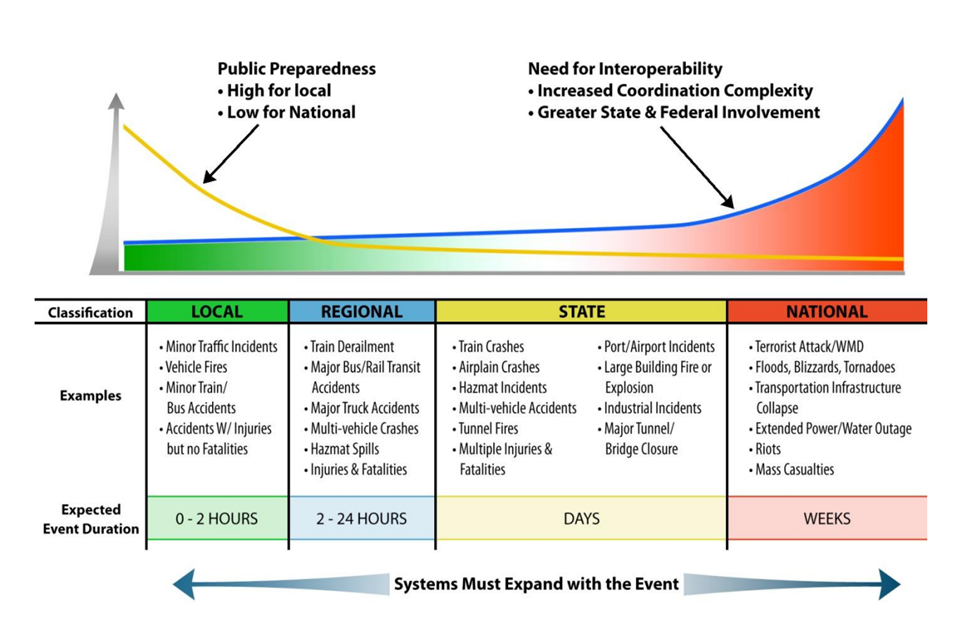 Public Preparedness
• High for local
• Low for National
Need for Interoperability
• Increased Coordination Complexity
• Greater State & Federal Involvement
Classification
LOCAL
REGIONAL
STATE
NATIONAL
Examples
• Minor Traffic Incidents
• Vehicle Fires
• Minor Train/
Bus Accidents
• Accidents W/ Injuries
but no Fatalities
• Train Derailment
• Major Bus/Rail Transit
Accidents
• Major Truck Accidents
• Multi-vehicle Crashes
• Hazmat Spills
• Injuries & Fatalities
• Train Crashes
• Airplain Crashes
• Hazmat Incidents
• Multi-vehicle Accidents
• Tunnel Fires
• Multiple Injuries &
Fatalities
• Port/Airport Incidents
• Large Building Fire or
Explosion
• Industrial Incidents
• Major Tunnel/
Bridge Closure
• Terrorist Attack/WMD
• Floods, Blizzards, Tornadoes
• Transportation Infrastructure
Collapse
• Extended Power/Water Outage
• Riots
• Mass Casualties
Expected
Event Duration
0 - 2 HOURS
2 - 24 HOURS
DAYS
WEEKS
Systems Must Expand with the Event